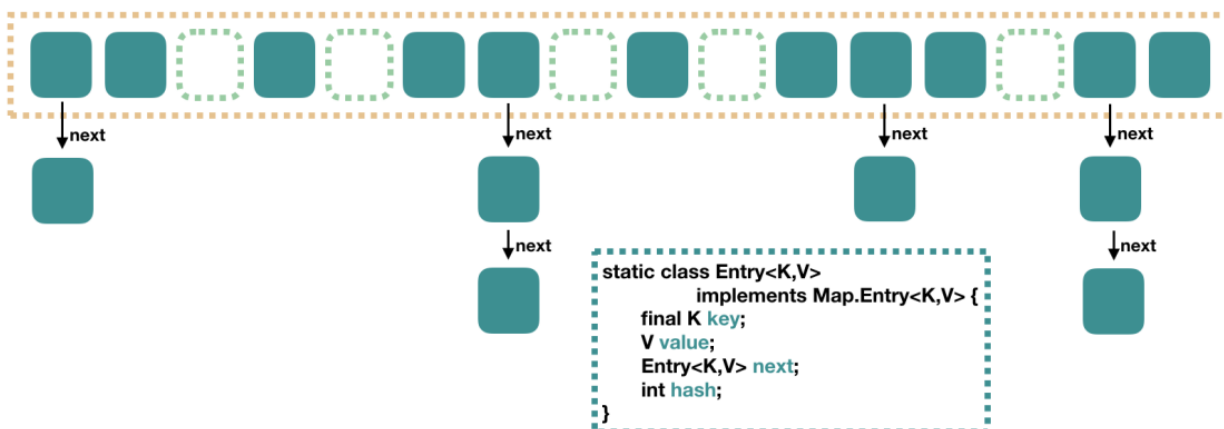 next
next
next
next
next
next
static class Entry<K,V>
implements Map.Entry<K,V> {
final K key;
V value;
Entry<K,V> next;
int hash;
}